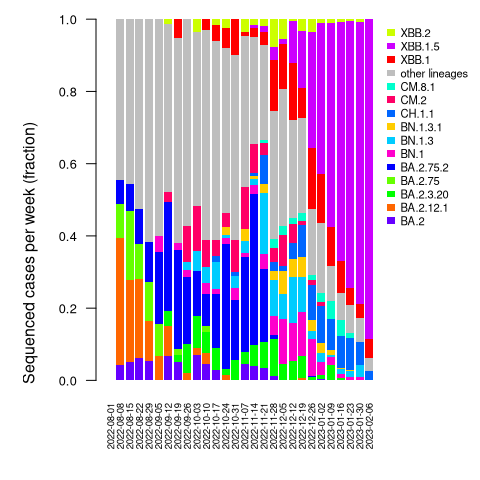 Sequenced cases per week (fraction)
1.0
0.8
0.6
0.4
0.2
0.0
2022-08-01
2022-08-08
2022-08-15
2022-08-22
2022-08-29
2022-09-05
2022-09-12
2022-09-19
2022-09-26
2022-10-03
2022-10-10
2022-10-17
2022-10-24
2022-10-31
2022-11-07
2022-11-14
2022-11-21
2022-11-28
2022-12-05
2022-12-12
2022-12-19
2022-12-26
2023-01-02
2023-01-09
2023-01-16
2023-01-23
2023-01-30
2023-02-06
XBB.2
XBB.1.5
XBB.1
other lineages
CM.8.1
CM.2
CH.1.1
BN.1.3.1
BN.1.3
BN.1
BA.2.75.2
BA.2.75
BA.2.3.20
BA.2.12.1
BA.2